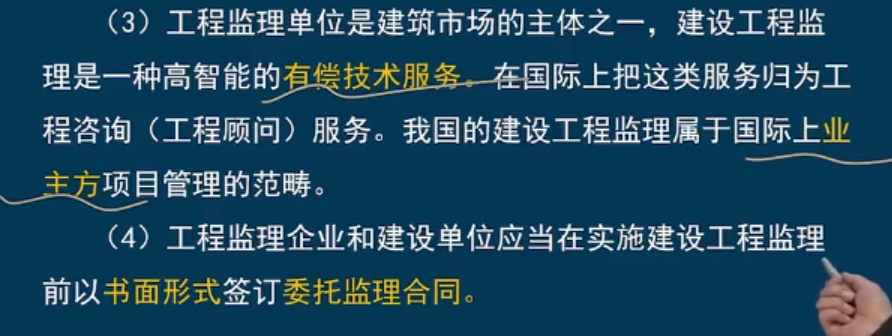 （3）工程监理单位是建筑市场的主体之一，建设工程监
理是一种高智能的有偿技术服务。在国际上把这类服务归为工
程咨询（工程顾问）服务。我国的建设工程监理属于国际上业
主方项目管理的范畴。
（4）工程监理企业和建设单位应当在实施建设工程监理
前以书面形式签订委托监理合同。